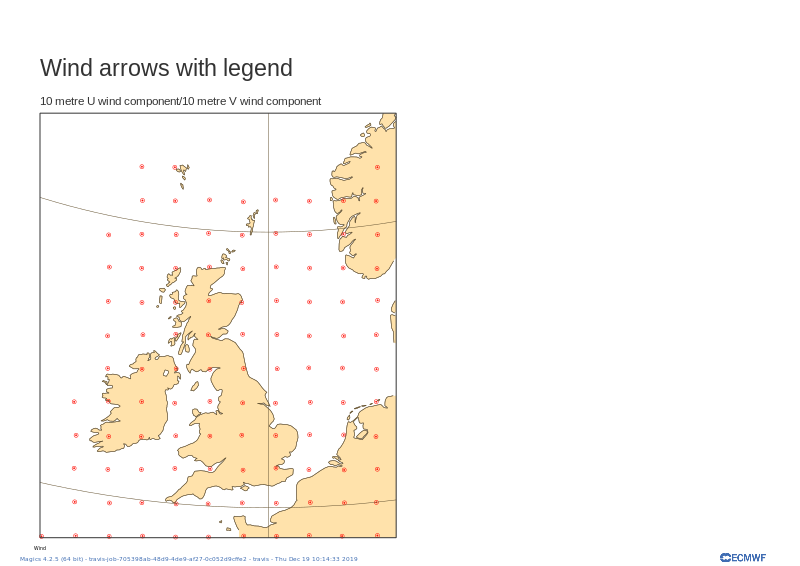 Wind arrows with legend
10 metre U wind component/10 metre V wind component
Wind
Magics 4.2.5 (64 bit) - travis-job-705398ab-48d9-4de9-af27-0c052d9cffe2 - travis - Thu Dec 19 10:14:33 2019
ECMWF